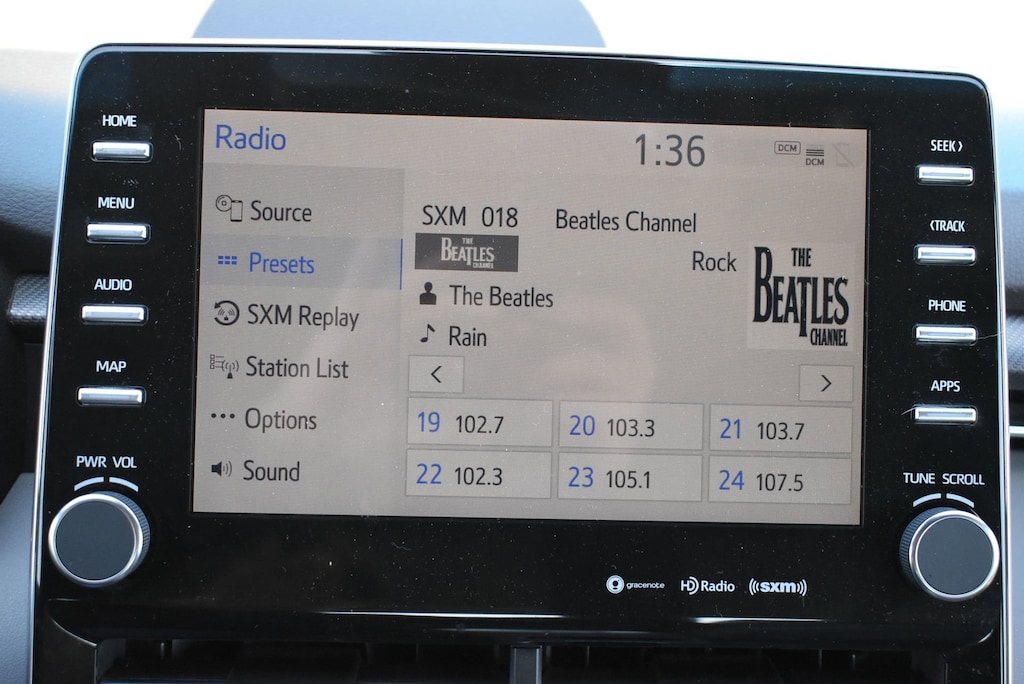 HOME
MENU
AUDIO
MAP
PWR VOL
Radio
1:36
DCM
DCM
Source
Presets
SXM Replay
Station List
Options
Sound
SXM 018 Beatles Channel
THE
BEATLES
CHANNEL
Rock
The Beatles
Rain
THE
BEATLES
CHANNEL
<
>
19 102.7
20 103.3
21 103.7
22 102.3
23 105.1
24 107.5
SEEK >
< TRACK
PHONE
APPS
TUNE SCROLL
gracenote
HD Radio
((SXM))